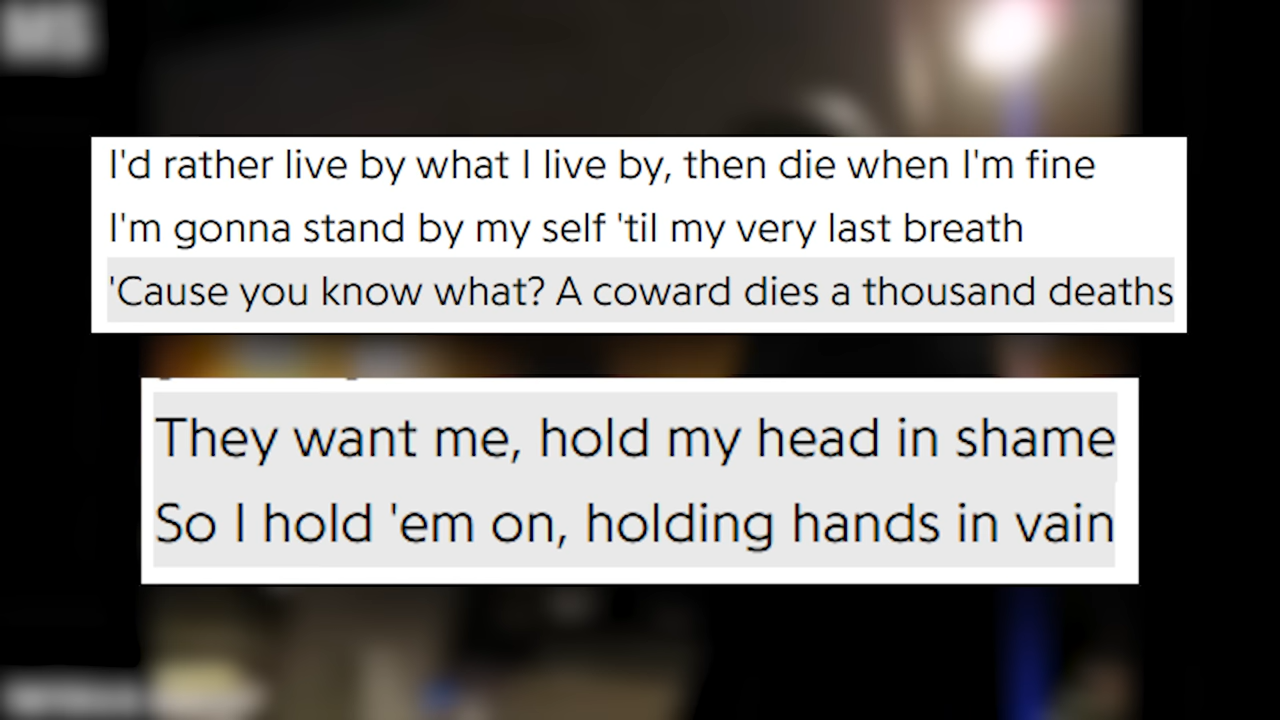 I'd rather live by what I live by, then die when I'm fine
I'm gonna stand by my self 'til my very last breath
'Cause you know what? A coward dies a thousand deaths
They want me, hold my head in shame
So I hold 'em on, holding hands in vain